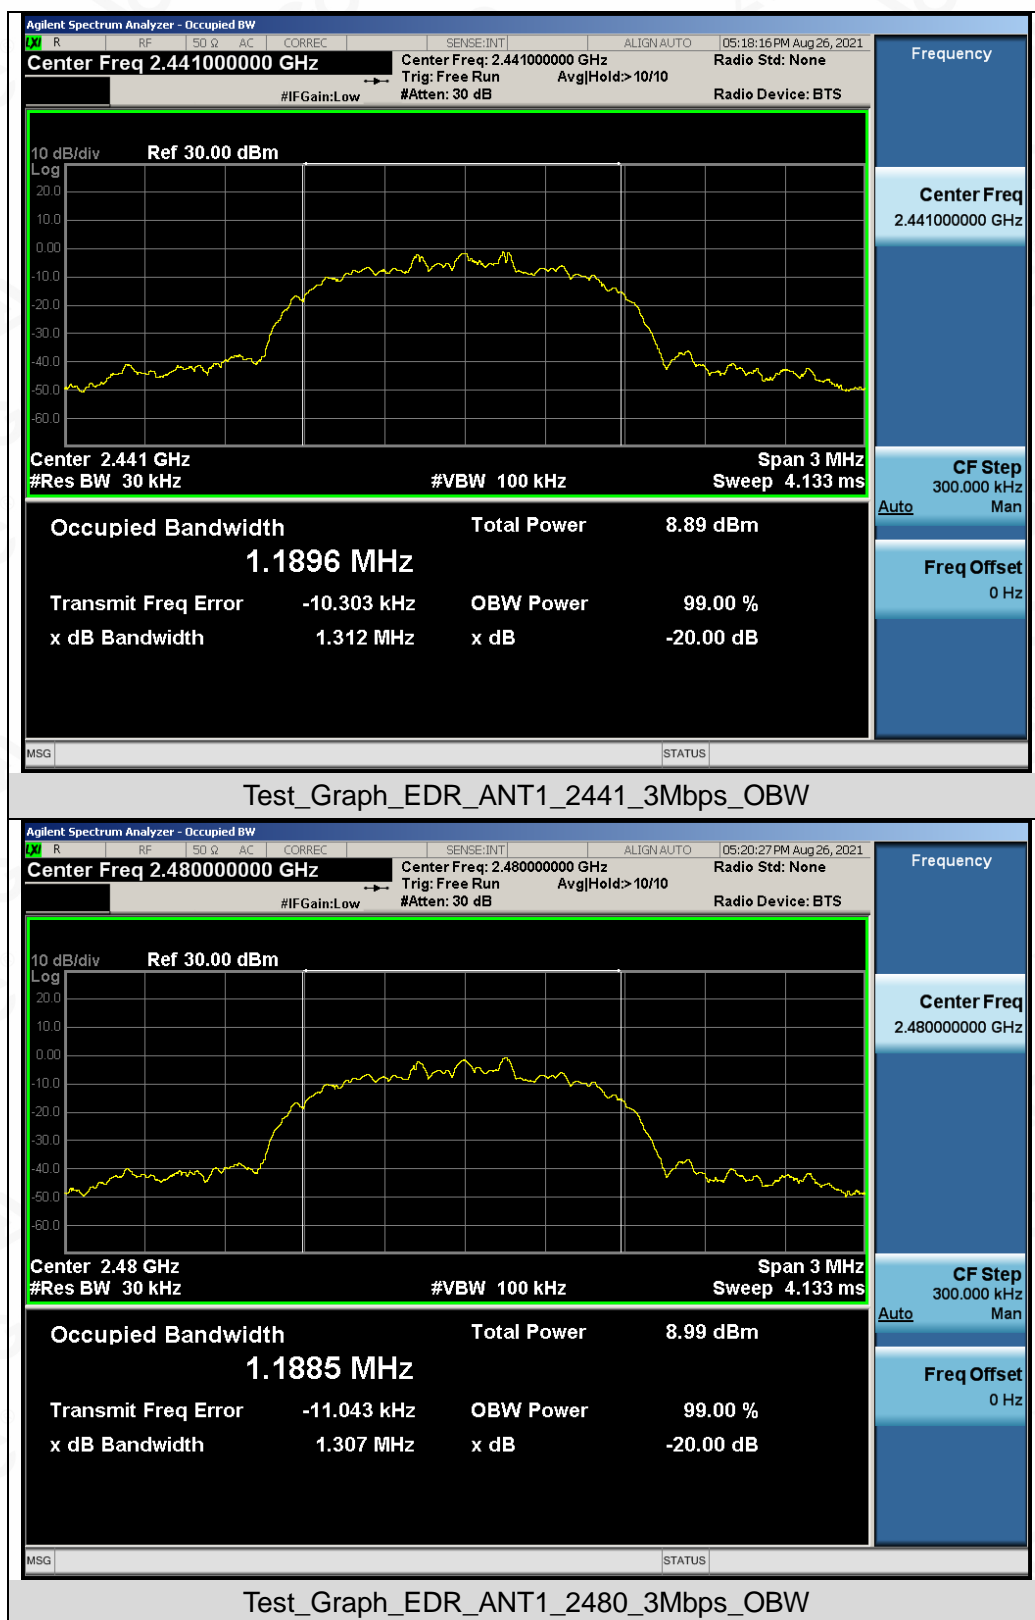 Agilent Spectrum Analyzer - Occupied BW
LXI R RF 50 Ω AC CORREC SENSE:INT ALIGN AUTO 05:18:16 PM Aug 26, 2021
Center Freq 2.441000000 GHz Center Freq: 2.441000000 GHz Radio Std: None
Trig: Free Run Avg|Hold:> 10/10
#IFGain:Low #Atten: 30 dB Radio Device: BTS
10 dB/div Ref 30.00 dBm
Log
20.0
10.0
0.00
-10.0
-20.0
-30.0
-40.0
-50.0
-60.0
Center 2.441 GHz Span 3 MHz
#Res BW 30 kHz #VBW 100 kHz Sweep 4.133 ms
Occupied Bandwidth Total Power 8.89 dBm
1.1896 MHz
Transmit Freq Error -10.303 kHz OBW Power 99.00 %
x dB Bandwidth 1.312 MHz x dB -20.00 dB
MSG STATUS
Frequency
Center Freq
2.441000000 GHz
CF Step
300.000 kHz
Auto Man
Freq Offset
0 Hz
Test_Graph_EDR_ANT1_2441_3Mbps_OBW
Agilent Spectrum Analyzer - Occupied BW
LXI R RF 50 Ω AC CORREC SENSE:INT ALIGN AUTO 05:20:27 PM Aug 26, 2021
Center Freq 2.480000000 GHz Center Freq: 2.480000000 GHz Radio Std: None
Trig: Free Run Avg|Hold:> 10/10
#IFGain:Low #Atten: 30 dB Radio Device: BTS
10 dB/div Ref 30.00 dBm
Log
20.0
10.0
0.00
-10.0
-20.0
-30.0
-40.0
-50.0
-60.0
Center 2.48 GHz Span 3 MHz
#Res BW 30 kHz #VBW 100 kHz Sweep 4.133 ms
Occupied Bandwidth Total Power 8.99 dBm
1.1885 MHz
Transmit Freq Error -11.043 kHz OBW Power 99.00 %
x dB Bandwidth 1.307 MHz x dB -20.00 dB
MSG STATUS
Frequency
Center Freq
2.480000000 GHz
CF Step
300.000 kHz
Auto Man
Freq Offset
0 Hz
Test_Graph_EDR_ANT1_2480_3Mbps_OBW